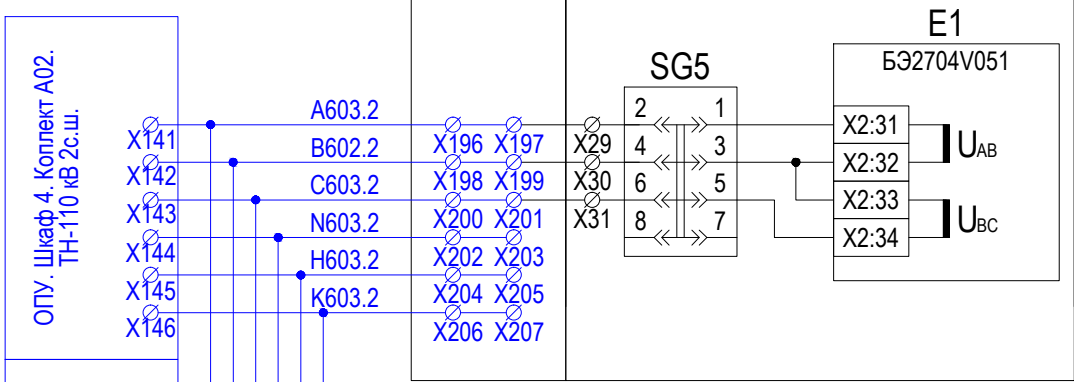 ОПУ. Шкаф 4. Коплект А02.
ТН-110 кВ 2с.ш.
X141
X142
X143
X144
X145
X146
A603.2
B602.2
C603.2
N603.2
H603.2
K603.2
X196 X197
X198 X199
X200 X201
X202 X203
X204 X205
X206 X207
X29
X30
X31
SG5
2 1
4 3
6 5
8 7
E1
БЭ2704V051
X2:31
X2:32
X2:33
X2:34
UAB
UBC